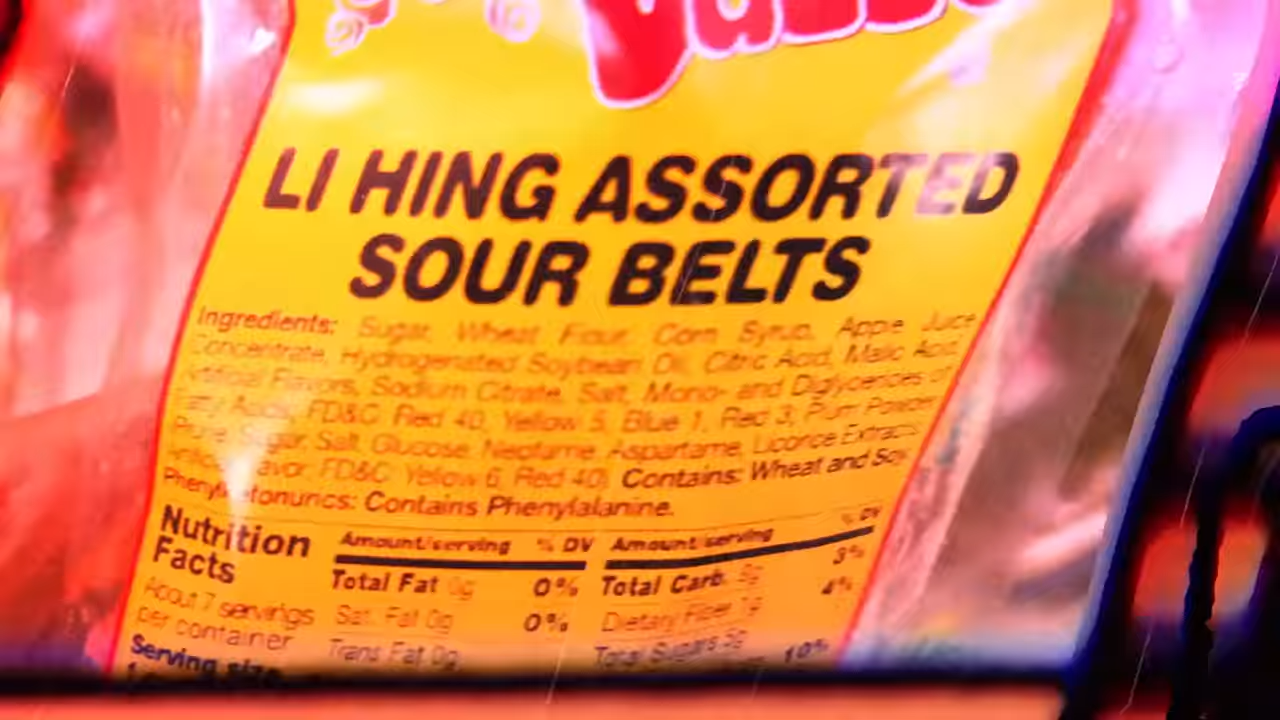 LI HING ASSORTED
SOUR BELTS
Ingredients: Sugar, Wheat Flour, Corn Syrup, Apple Juice
Concentrate, Hydrogenated Soybean Oil, Citric Acid, Malic Acid,
Artificial Flavors, Sodium Citrate, Salt, Mono- and Diglycerides of
Fatty Acids, FD&C Red 40, Yellow 5, Blue 1, Red 3; Plum Powder
Sugar, Salt, Glucose, Neotame, Aspartame, Licorice Extracts
Flavor, FD&C Yellow 6, Red 40) Contains: Wheat and Soy
Contains Phenylalanine.
Nutrition
Facts
About 7 servings
per container
Serving size
Amount/serving % DV
Total Fat 0g 0%
Sat. Fat 0g 0%
Trans Fat 0g
Amount/serving % DV
Total Carb. 9g 3%
Dietary Fiber 1g 4%
Total Sugars 5g
10%